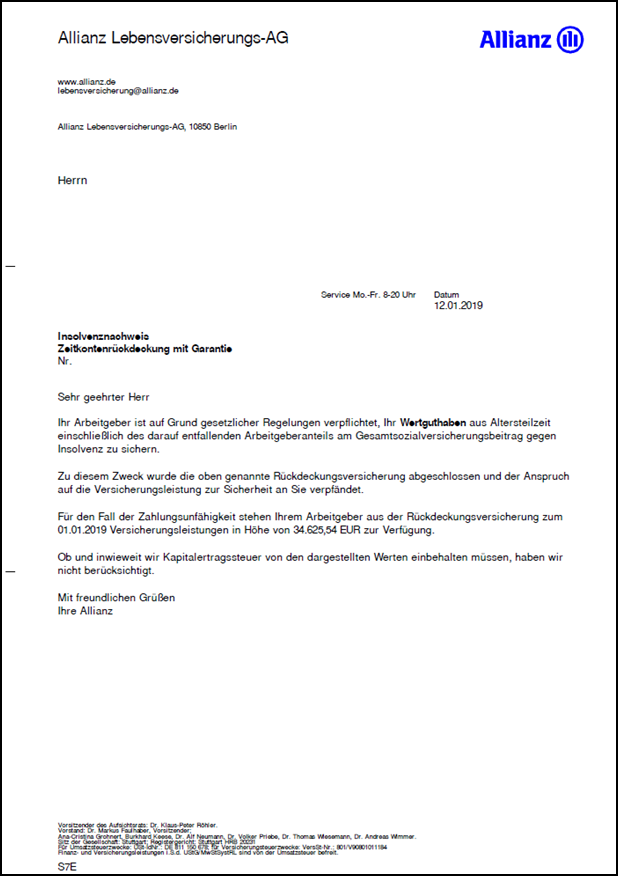 Allianz Lebensversicherungs-AG
Allianz
www.allianz.de
lebensversicherung@allianz.de
Allianz Lebensversicherungs-AG, 10850 Berlin
Herrn
Service Mo.-Fr. 8-20 Uhr Datum
12.01.2019
Insolvenznachweis
Zeitkontenrückdeckung mit Garantie
Nr.
Sehr geehrter Herr
Ihr Arbeitgeber ist auf Grund gesetzlicher Regelungen verpflichtet, Ihr Wertguthaben aus Altersteilzeit
einschließlich des darauf entfallenden Arbeitgeberanteils am Gesamtsozialversicherungsbeitrag gegen
Insolvenz zu sichern.
Zu diesem Zweck wurde die oben genannte Rückdeckungsversicherung abgeschlossen und der Anspruch
auf die Versicherungsleistung zur Sicherheit an Sie verpfändet.
Für den Fall der Zahlungsunfähigkeit stehen Ihrem Arbeitgeber aus der Rückdeckungsversicherung zum
01.01.2019 Versicherungsleistungen in Höhe von 34.625,54 EUR zur Verfügung.
Ob und inwieweit wir Kapitalertragssteuer von den dargestellten Werten einbehalten müssen, haben wir
nicht berücksichtigt.
Mit freundlichen Grüßen
Ihre Allianz
Vorsitzender des Aufsichtsrats: Dr. Klaus-Peter Röhler.
Vorstand: Dr. Markus Faulhaber, Vorsitzender;
Ana-Cristina Grohnert, Burkhard Keese, Dr. Alf Neumann, Dr. Volker Priebe, Dr. Thomas Wiesemann, Dr. Andreas Wimmer.
Sitz der Gesellschaft: Stuttgart; Registergericht: Stuttgart HRB 20231
Für Umsatzsteuerzwecke: USt-IdNr.: DE 811 150 678; für Versicherungsteuerzwecke: VersSt-Nr.: 801/V90801011184
Finanz- und Versicherungsleistungen i.S.d. UStG/MwStSystRL sind von der Umsatzsteuer befreit.
S7E